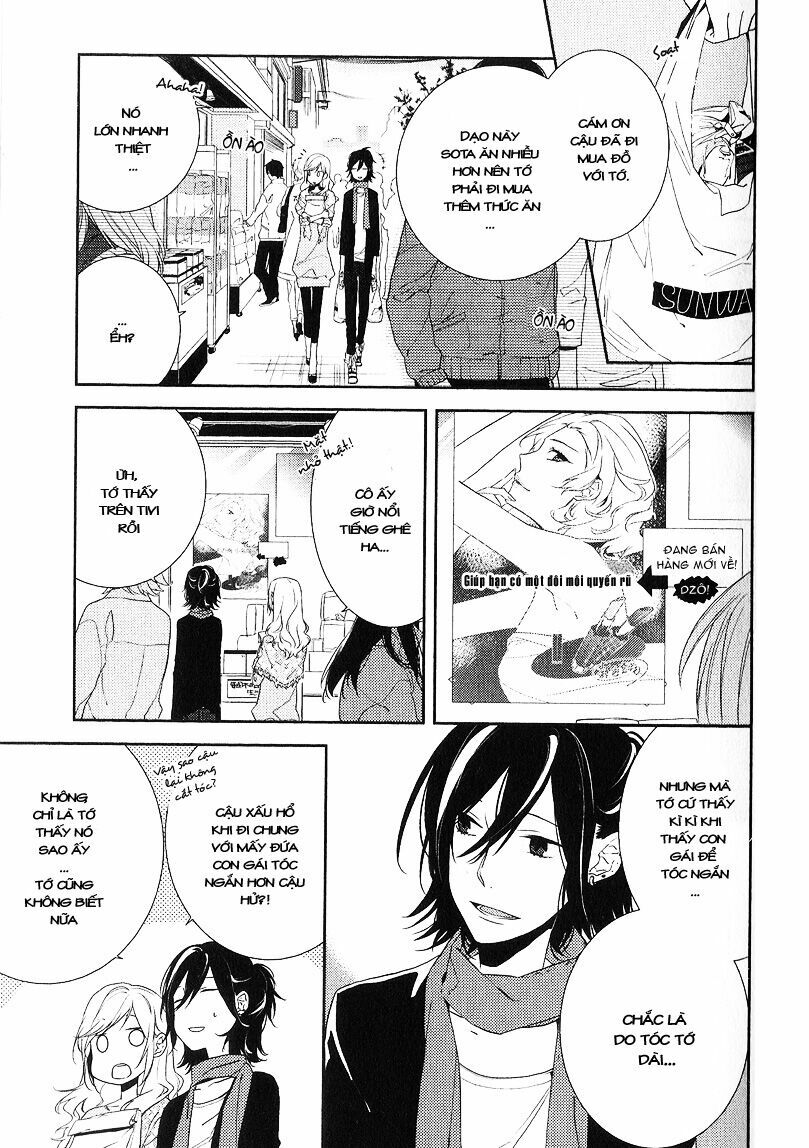 Soạt
CÁM ƠN
CẬU ĐÃ ĐI
MUA ĐỒ
VỚI TỚ.
SUNWA
DẠO NÀY
SOTA ĂN NHIỀU
HƠN NÊN TỚ
PHẢI ĐI MUA
THÊM THỨC ĂN
...
ỒN ÀO
Ahaha!
NÓ
LỚN NHANH
THIỆT
...
ỒN ÀO
...
ỂH?
ĐANG BÁN
HÀNG MỚI VỀ!
DZÔ!
Giúp bạn có một đôi môi quyến rũ
Mặt
nhỏ thật!
CÔ ẤY
GIỜ NỔI
TIẾNG GHÊ
HA...
ỪH,
TỚ THẤY
TRÊN TIVI
RỒI
NHƯNG MÀ
TỚ CỨ THẤY
KÌ KÌ KHI
THẤY CON
GÁI ĐỂ
TÓC NGẮN
...
CHẮC LÀ
DO TÓC TỚ
DÀI...
Vậy sao cậu
lại không
cắt tóc?
CẬU XẤU HỔ
KHI ĐI CHUNG
VỚI MẤY ĐỨA
CON GÁI TÓC
NGẮN HƠN CẬU
HỬ?!
KHÔNG,
CHỈ LÀ TỚ
THẤY NÓ
SAO ẤY
...
TỚ CŨNG
KHÔNG BIẾT
NỮA